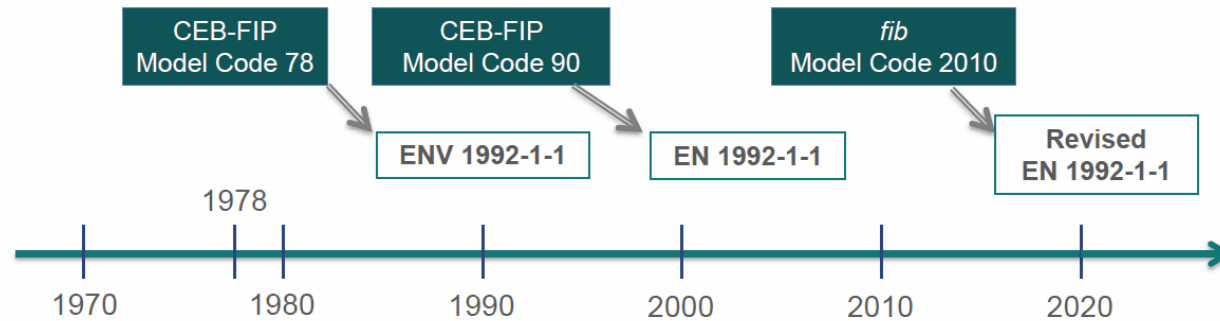 CEB-FIP
Model Code 78
CEB-FIP
Model Code 90
fib
Model Code 2010
ENV 1992-1-1
EN 1992-1-1
Revised
EN 1992-1-1
1978
1970
1980
1990
2000
2010
2020